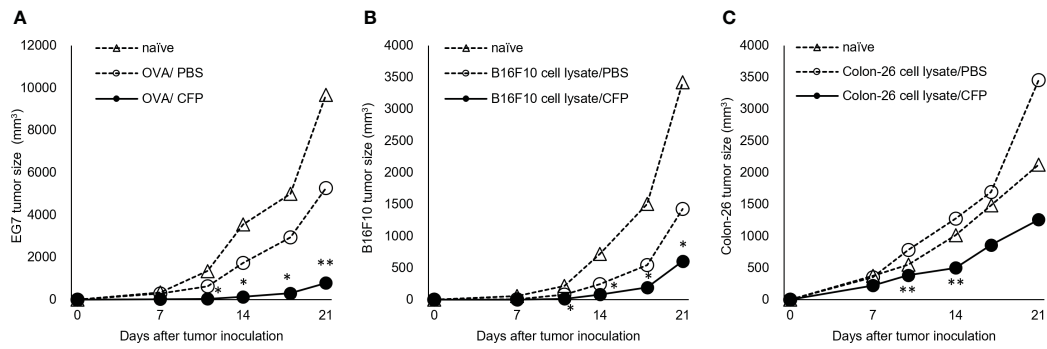 A
EG7 tumor size (mm³)
12000
10000
8000
6000
4000
2000
0
naïve
OVA/ PBS
OVA/ CFP
*
*
*
**
0
7
14
21
Days after tumor inoculation
B
B16F10 tumor size (mm³)
4000
3500
3000
2500
2000
1500
1000
500
0
naïve
B16F10 cell lysate/PBS
B16F10 cell lysate/CFP
*
*
*
*
0
7
14
21
Days after tumor inoculation
C
Colon-26 tumor size (mm³)
4000
3500
3000
2500
2000
1500
1000
500
0
naïve
Colon-26 cell lysate/PBS
Colon-26 cell lysate/CFP
**
**
0
7
14
21
Days after tumor inoculation